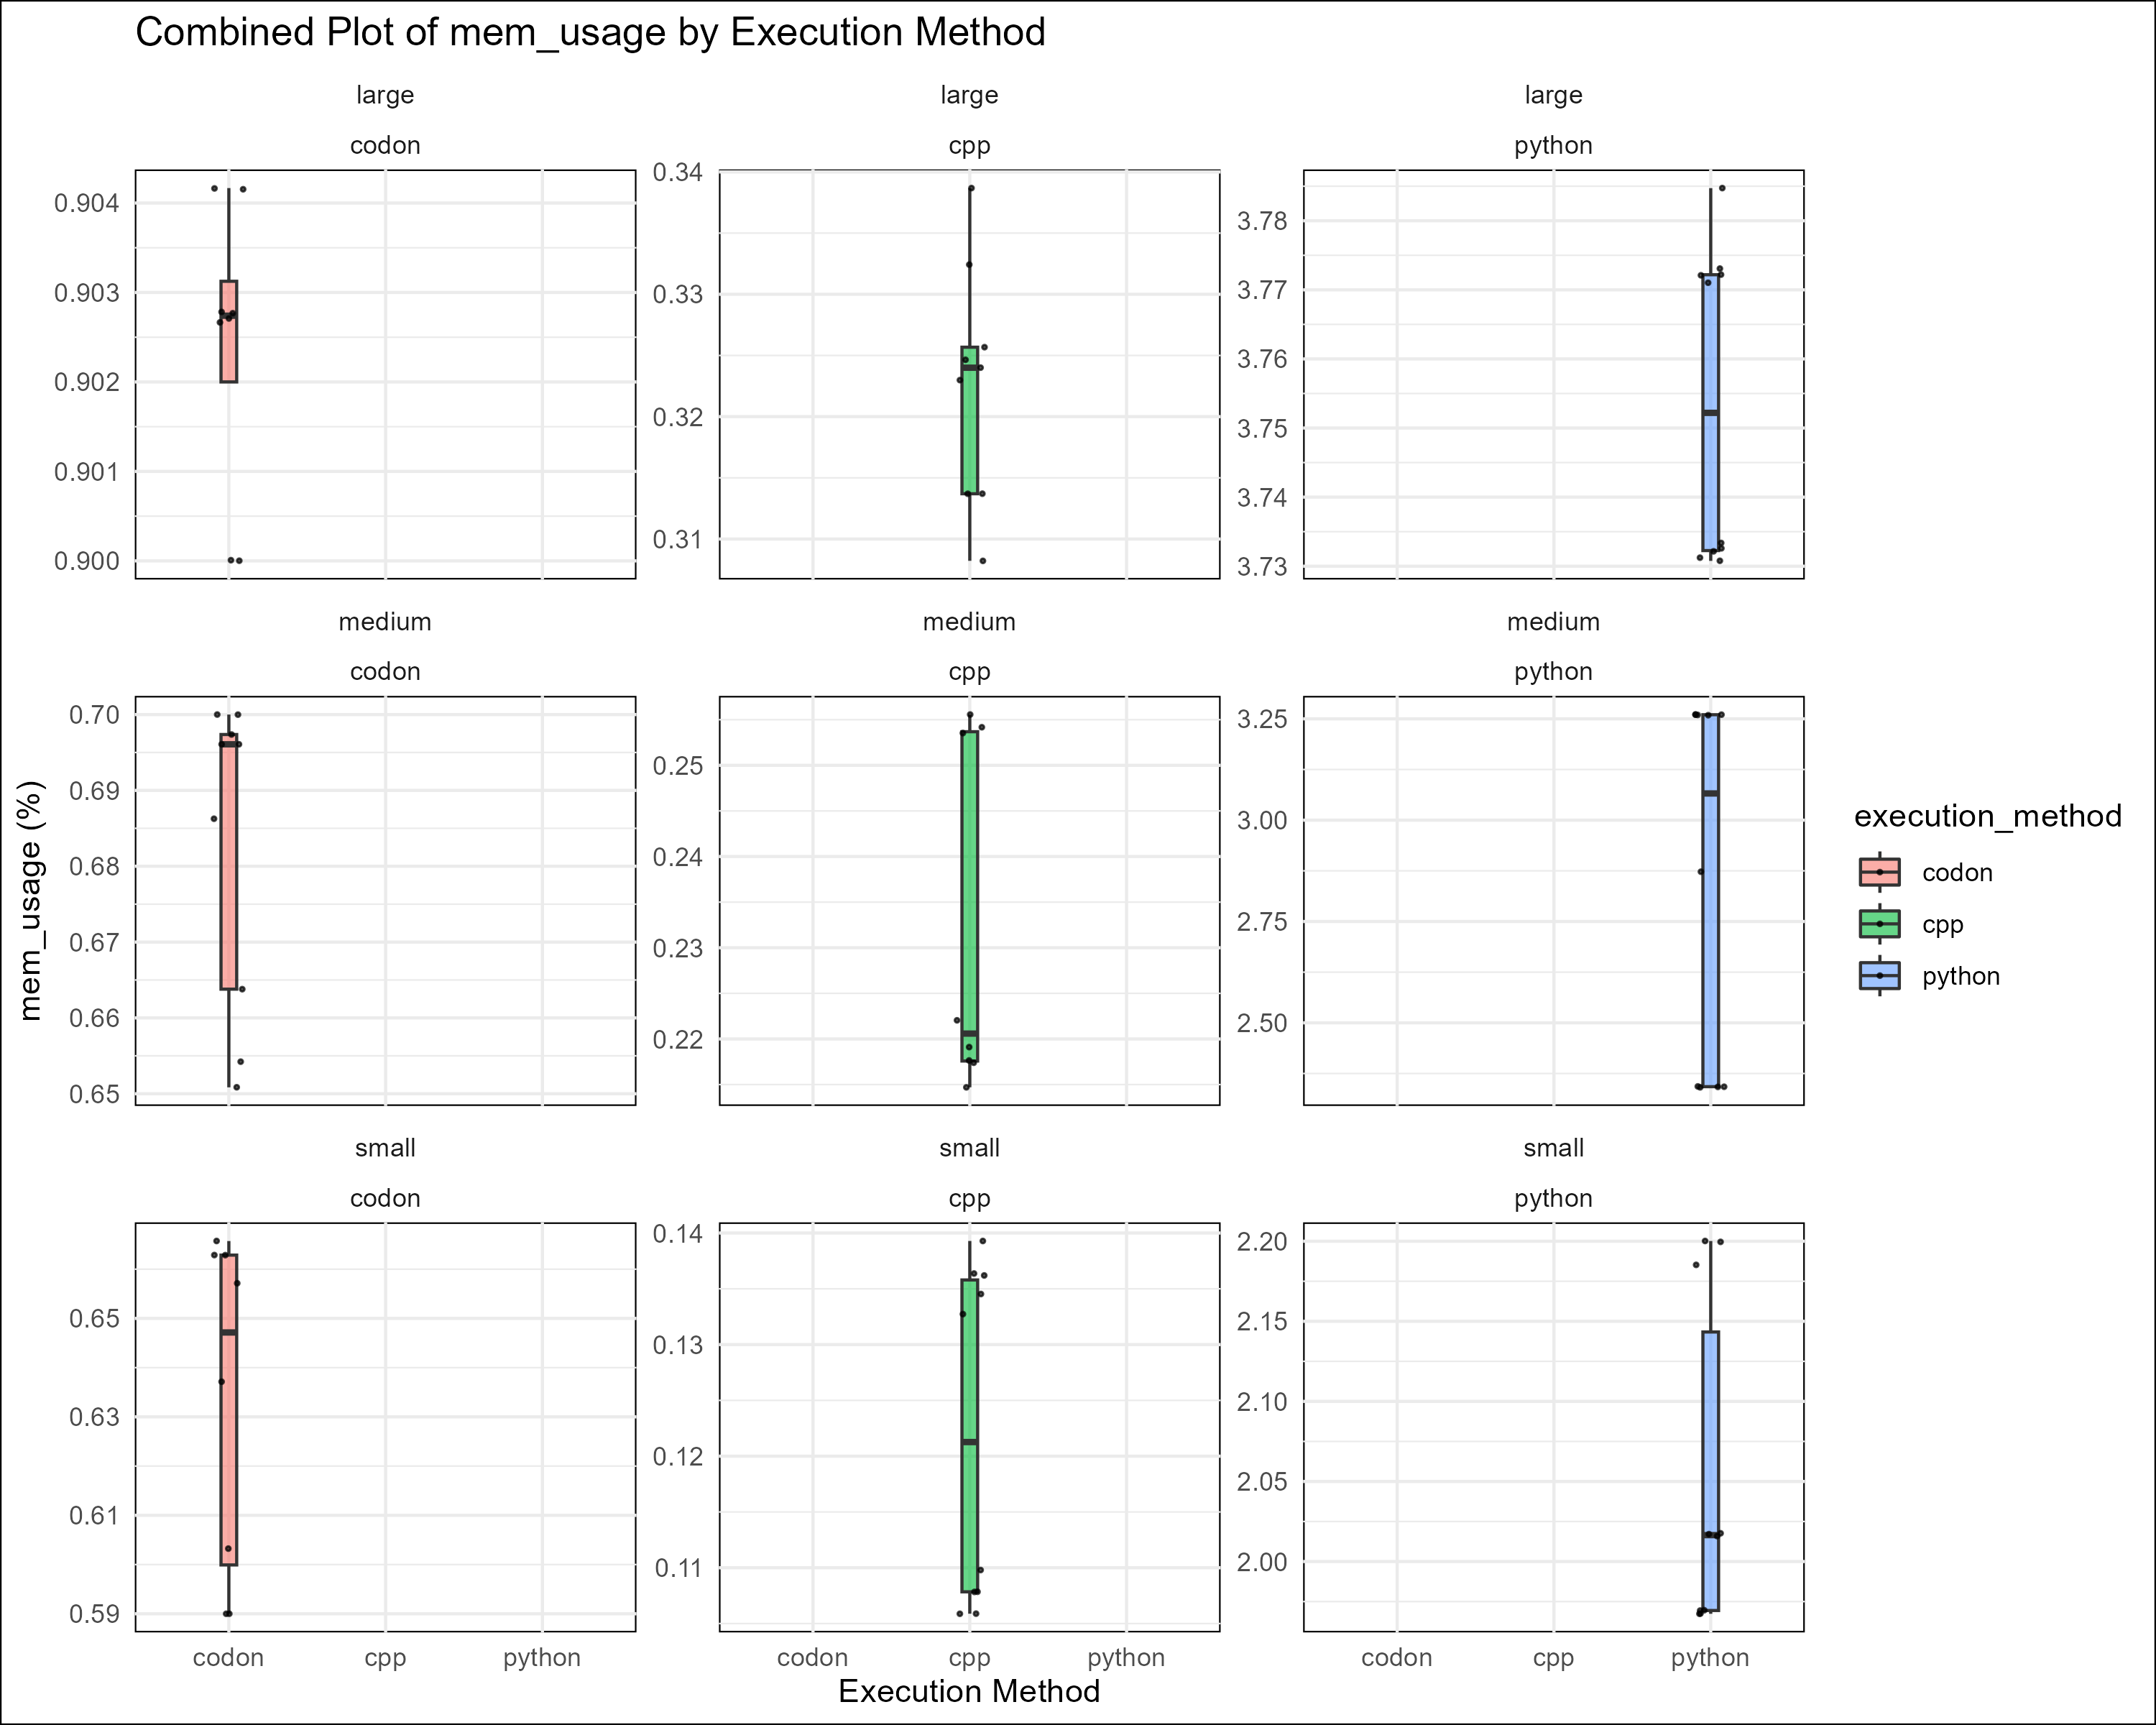 Combined Plot of mem_usage by Execution Method
large
codon
0.904
0.903
0.902
0.901
0.900
large
cpp
0.34
0.33
0.32
0.31
large
python
3.78
3.77
3.76
3.75
3.74
3.73
mem_usage (%)
medium
codon
0.70
0.69
0.68
0.67
0.66
0.65
medium
cpp
0.25
0.24
0.23
0.22
medium
python
3.25
3.00
2.75
2.50
small
codon
0.65
0.63
0.61
0.59
codon cpp python
small
cpp
0.14
0.13
0.12
0.11
codon cpp python
small
python
2.20
2.15
2.10
2.05
2.00
codon cpp python
Execution Method
execution_method
codon
cpp
python